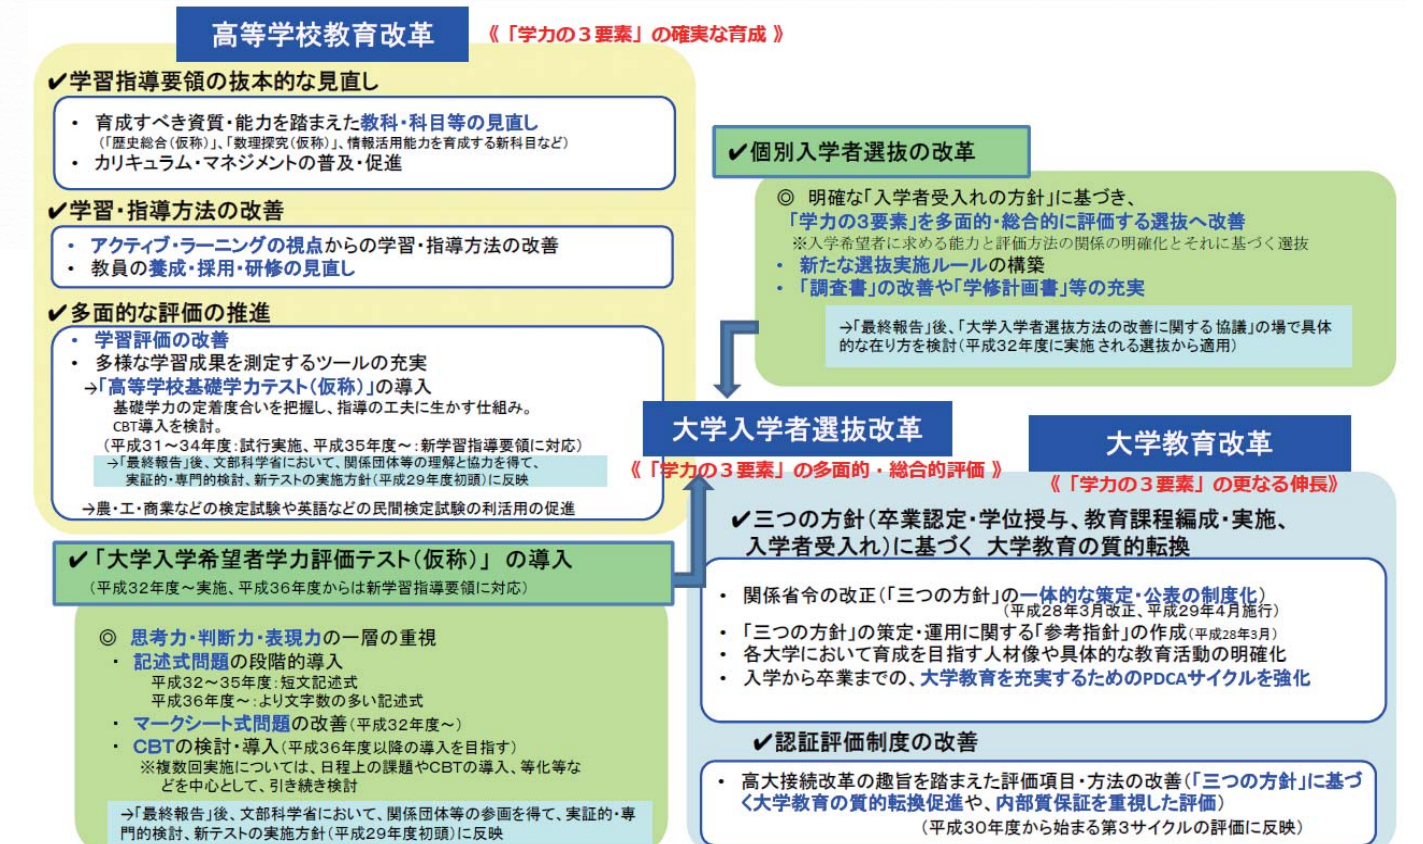 高等学校教育改革
《「学力の3要素」の確実な育成 》
✔学習指導要領の抜本的な見直し
・ 育成すべき資質・能力を踏まえた教科・科目等の見直し
(「歴史総合(仮称)」、「数理探究(仮称)」、情報活用能力を育成する新科目など)
・ カリキュラム・マネジメントの普及・促進
✔学習・指導方法の改善
・ アクティブ・ラーニングの視点からの学習・指導方法の改善
・ 教員の養成・採用・研修の見直し
✔多面的な評価の推進
・ 学習評価の改善
・ 多様な学習成果を測定するツールの充実
→「高等学校基礎学力テスト(仮称)」の導入
基礎学力の定着度合いを把握し、指導の工夫に生かす仕組み。
CBT導入を検討。
(平成31～34年度:試行実施、平成35年度～:新学習指導要領に対応)
→「最終報告」後、文部科学省において、関係団体等の理解と協力を得て、
実証的・専門的検討、新テストの実施方針(平成29年度初頭)に反映
→農・工・商業などの検定試験や英語などの民間検定試験の利活用の促進
✔「大学入学希望者学力評価テスト(仮称)」 の導入
(平成32年度～実施、平成36年度からは新学習指導要領に対応)
◎ 思考力・判断力・表現力の一層の重視
・ 記述式問題の段階的導入
平成32～35年度:短文記述式
平成36年度～:より文字数の多い記述式
・ マークシート式問題の改善(平成32年度～)
・ CBTの検討・導入(平成36年度以降の導入を目指す)
※複数回実施については、日程上の課題やCBTの導入、等化等な
どを中心として、引き続き検討
→「最終報告」後、文部科学省において、関係団体等の参画を得て、実証的・専
門的検討、新テストの実施方針(平成29年度初頭)に反映
✔個別入学者選抜の改革
◎ 明確な「入学者受入れの方針」に基づき、
「学力の3要素」を多面的・総合的に評価する選抜へ改善
※入学希望者に求める能力と評価方法の関係の明確化とそれに基づく選抜
・ 新たな選抜実施ルールの構築
・ 「調査書」の改善や「学修計画書」等の充実
→「最終報告」後、「大学入学者選抜方法の改善に関する協議」の場で具体
的な在り方を検討(平成32年度に実施される選抜から適用)
大学入学者選抜改革
《「学力の3要素」の多面的・総合的評価 》
大学教育改革
《「学力の3要素」の更なる伸長》
✔三つの方針(卒業認定・学位授与、教育課程編成・実施、
入学者受入れ)に基づく 大学教育の質的転換
・ 関係省令の改正(「三つの方針」の一体的な策定・公表の制度化)
(平成28年3月改正、平成29年4月施行)
・ 「三つの方針」の策定・運用に関する「参考指針」の作成(平成28年3月)
・ 各大学において育成を目指す人材像や具体的な教育活動の明確化
・ 入学から卒業までの、大学教育を充実するためのPDCAサイクルを強化
✔認証評価制度の改善
・ 高大接続改革の趣旨を踏まえた評価項目・方法の改善(「三つの方針」に基づ
く大学教育の質的転換促進や、内部質保証を重視した評価)
(平成30年度から始まる第3サイクルの評価に反映)